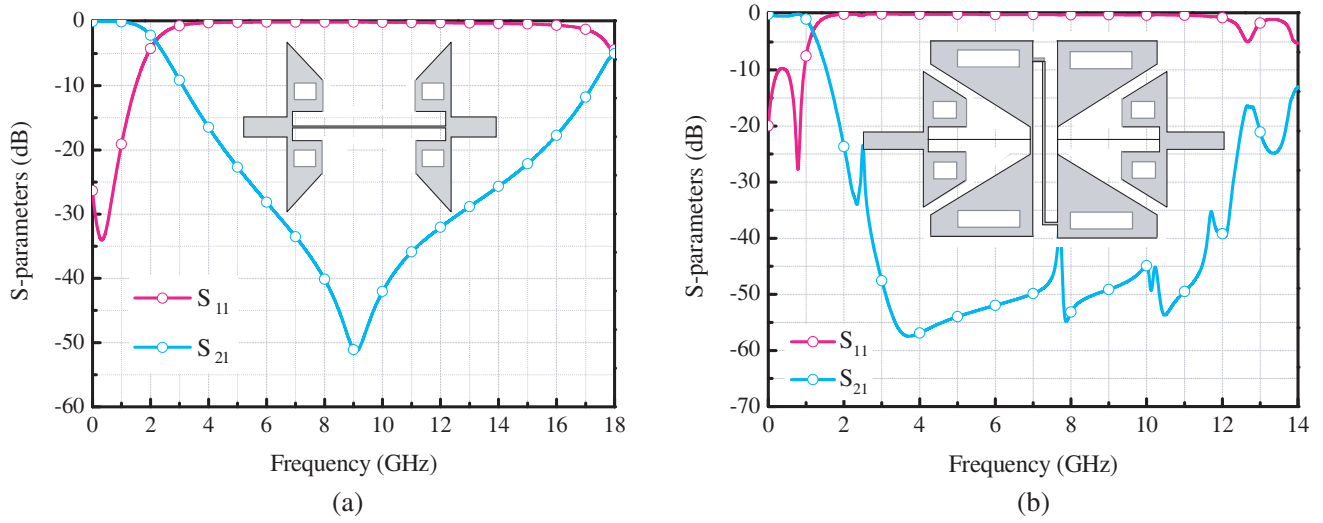 0
-10
-20
-30
-40
-50
-60
S-parameters (dB)
S11
S21
0 2 4 6 8 10 12 14 16 18
Frequency (GHz)
(a)
0
-10
-20
-30
-40
-50
-60
-70
S-parameters (dB)
S11
S21
0 2 4 6 8 10 12 14
Frequency (GHz)
(b)